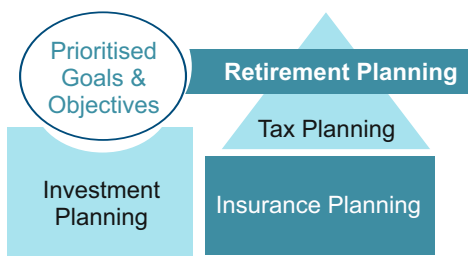 Prioritised
Goals &
Objectives
Retirement Planning
Tax Planning
Investment
Planning
Insurance Planning